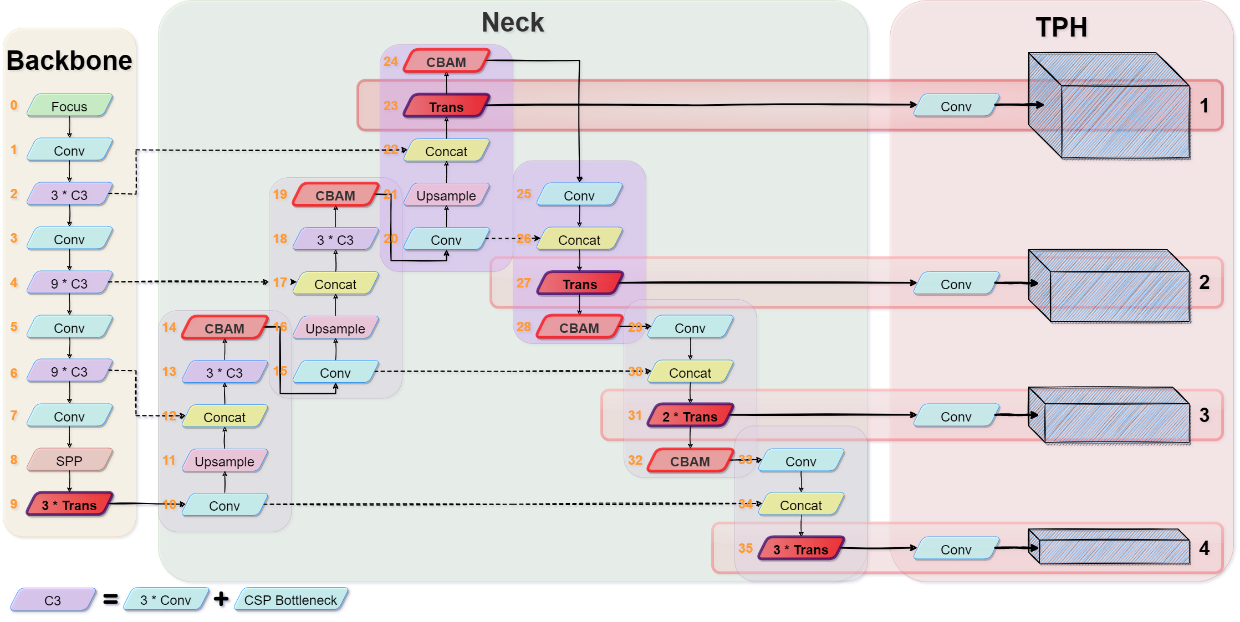 Backbone
Neck
TPH
0 Focus
1 Conv
2 3 * C3
3 Conv
4 9 * C3
5 Conv
6 9 * C3
7 Conv
8 SPP
9 3 * Trans
14 CBAM
13 3 * C3
12 Concat
11 Upsample
10 Conv
19 CBAM
18 3 * C3
17 Concat
16 Upsample
15 Conv
24 CBAM
23 Trans
22 Concat
21 Upsample
20 Conv
25 Conv
26 Concat
27 Trans
28 CBAM
29 Conv
30 Concat
31 2 * Trans
32 CBAM
33 Conv
34 Concat
35 3 * Trans
Conv 1
Conv 2
Conv 3
Conv 4
C3 = 3 * Conv + CSP Bottleneck